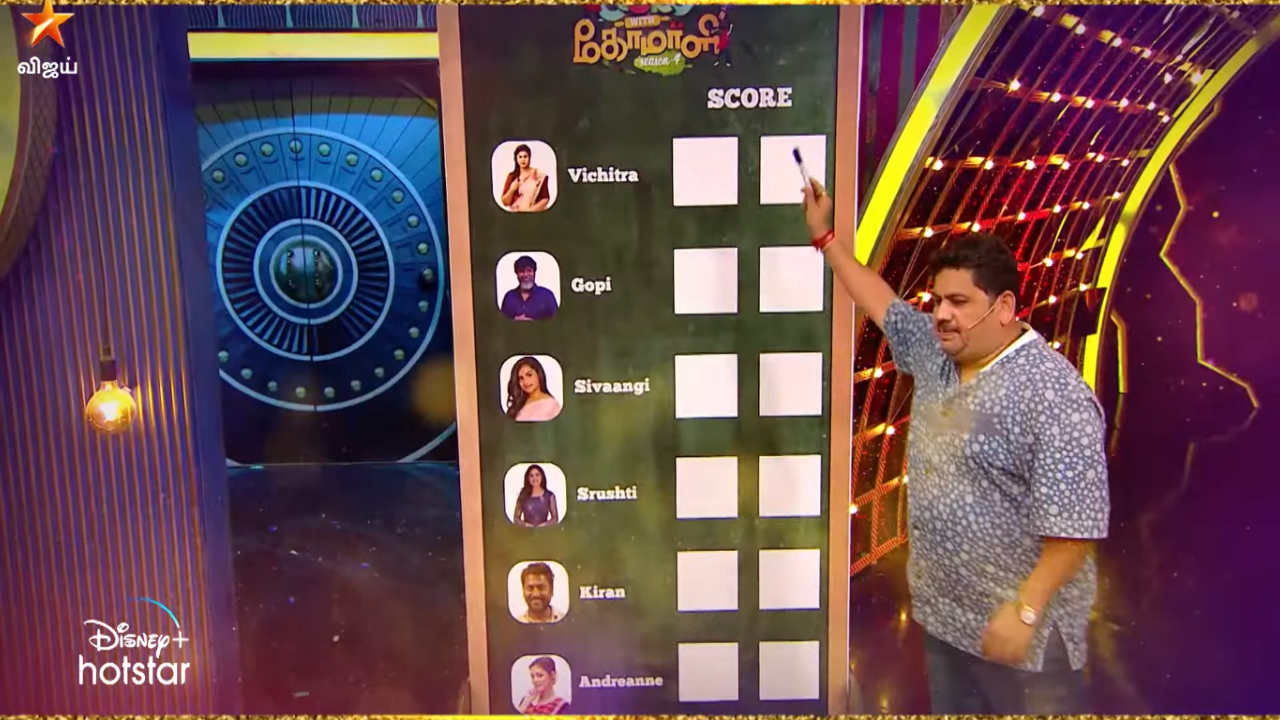 விஜய்
WITH
கோமாளி
season-4
SCORE
Vichitra
Gopi
Sivaangi
Srushti
Kiran
Andreanne
Disney+
hotstar